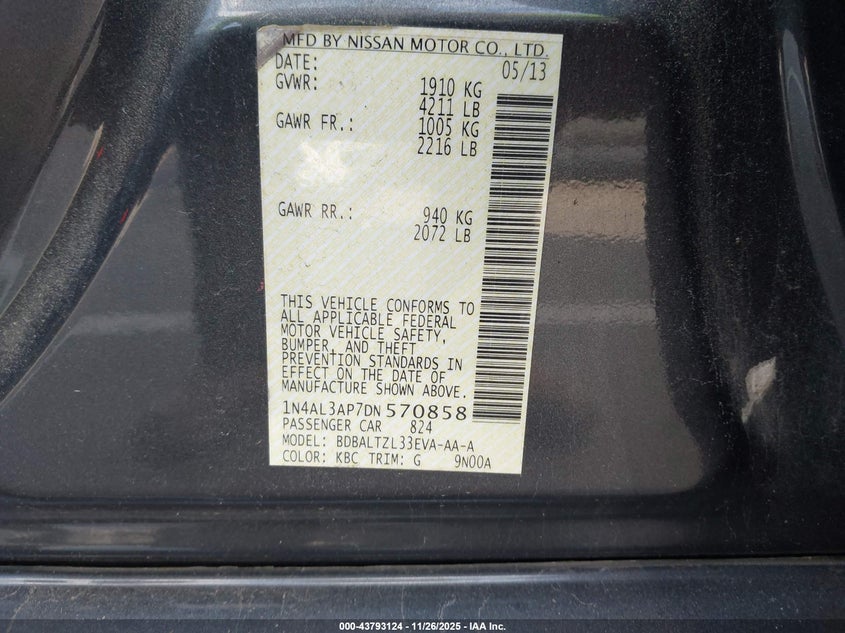 MFD BY NISSAN MOTOR CO., LTD.
DATE: 05/13
GVWR: 1910 KG
4211 LB
GAWR FR.: 1005 KG
2216 LB
GAWR RR.: 940 KG
2072 LB
THIS VEHICLE CONFORMS TO
ALL APPLICABLE FEDERAL
MOTOR VEHICLE SAFETY,
BUMPER, AND THEFT
PREVENTION STANDARDS IN
EFFECT ON THE DATE OF
MANUFACTURE SHOWN ABOVE.
1N4AL3AP7DN570858
PASSENGER CAR 824
MODEL: BDBALTZL33EVA-AA-A
COLOR: KBC TRIM: G 9N00A
000-43793124 | 11/26/2025 - IAA Inc.